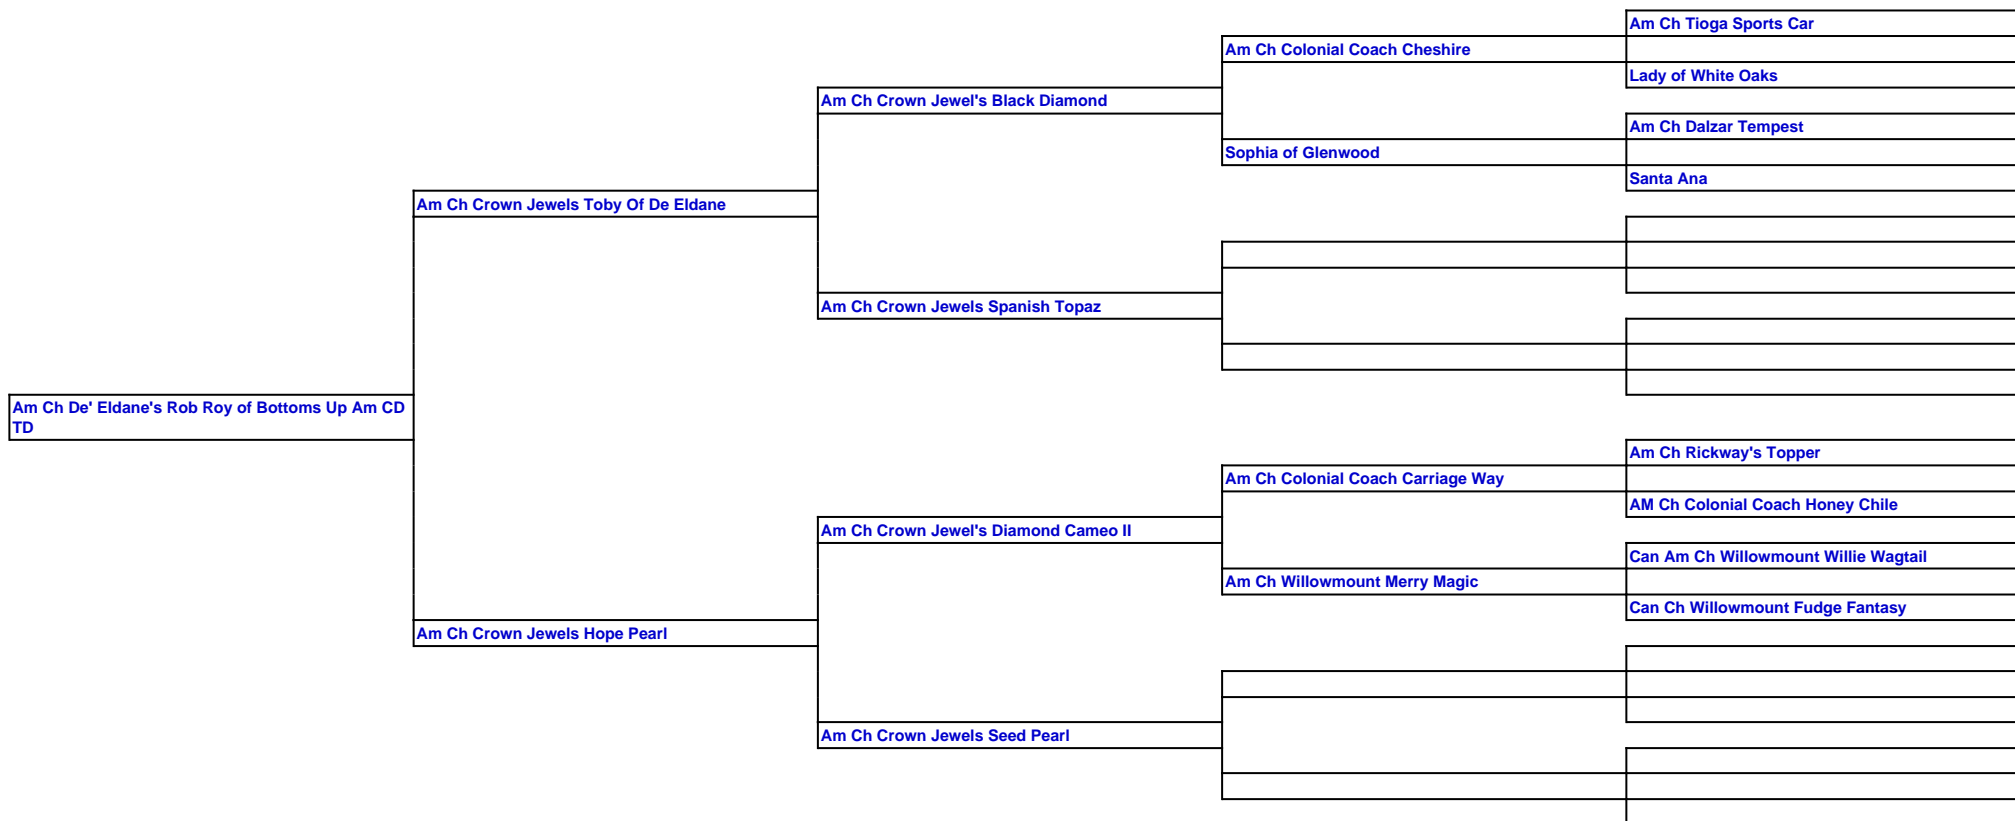 Am Ch Tioga Sports Car
Am Ch Colonial Coach Cheshire
Lady of White Oaks
Am Ch Crown Jewel's Black Diamond
Am Ch Dalzar Tempest
Sophia of Glenwood
Santa Ana
Am Ch Crown Jewels Toby Of De Eldane
Am Ch Crown Jewels Spanish Topaz
Am Ch De' Eldane's Rob Roy of Bottoms Up Am CD
TD
Am Ch Rickway's Topper
Am Ch Colonial Coach Carriage Way
AM Ch Colonial Coach Honey Chile
Am Ch Crown Jewel's Diamond Cameo II
Can Am Ch Willowmount Willie Wagtail
Am Ch Willowmount Merry Magic
Can Ch Willowmount Fudge Fantasy
Am Ch Crown Jewels Hope Pearl
Am Ch Crown Jewels Seed Pearl